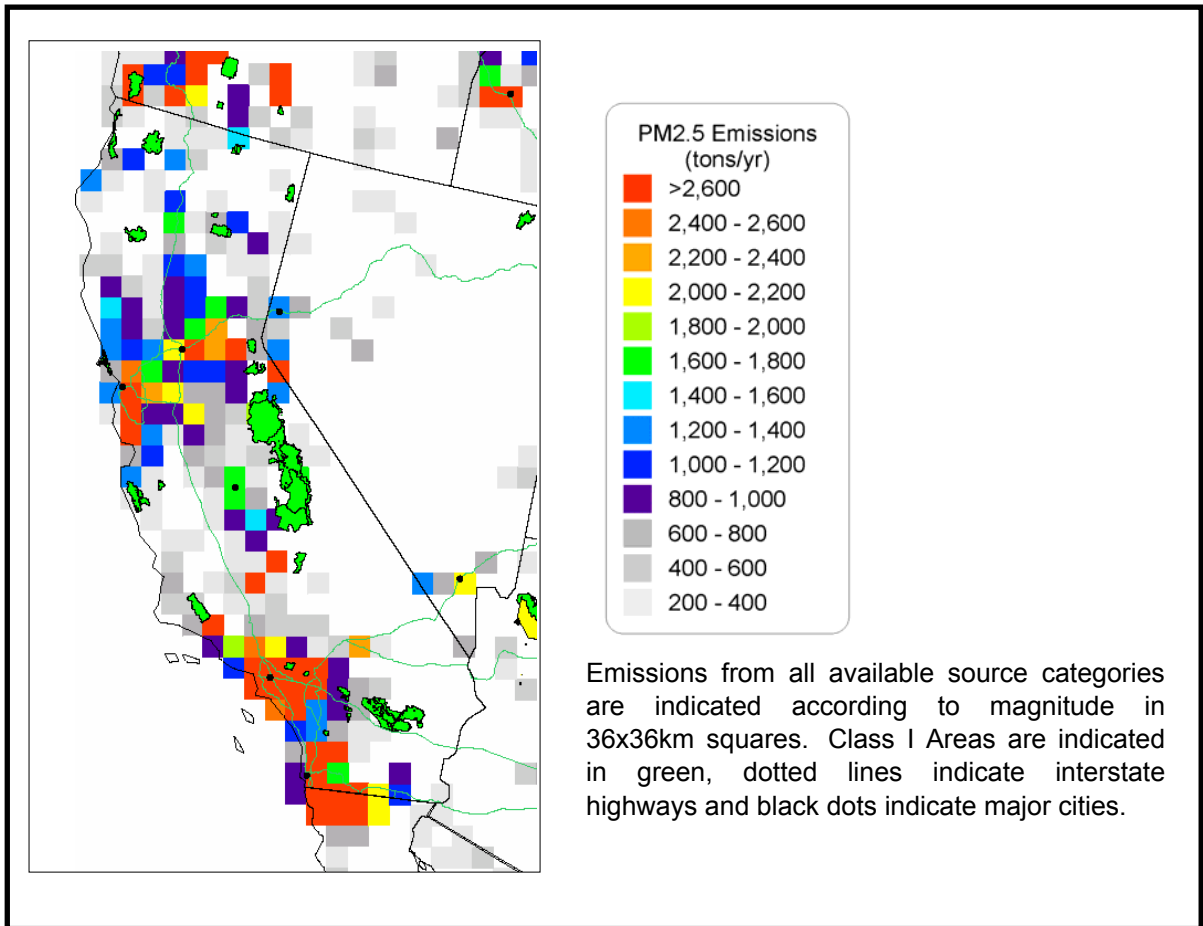 PM2.5 Emissions
(tons/yr)
>2,600
2,400 - 2,600
2,200 - 2,400
2,000 - 2,200
1,800 - 2,000
1,600 - 1,800
1,400 - 1,600
1,200 - 1,400
1,000 - 1,200
800 - 1,000
600 - 800
400 - 600
200 - 400
Emissions from all available source categories
are indicated according to magnitude in
36x36km squares. Class I Areas are indicated
in green, dotted lines indicate interstate
highways and black dots indicate major cities.